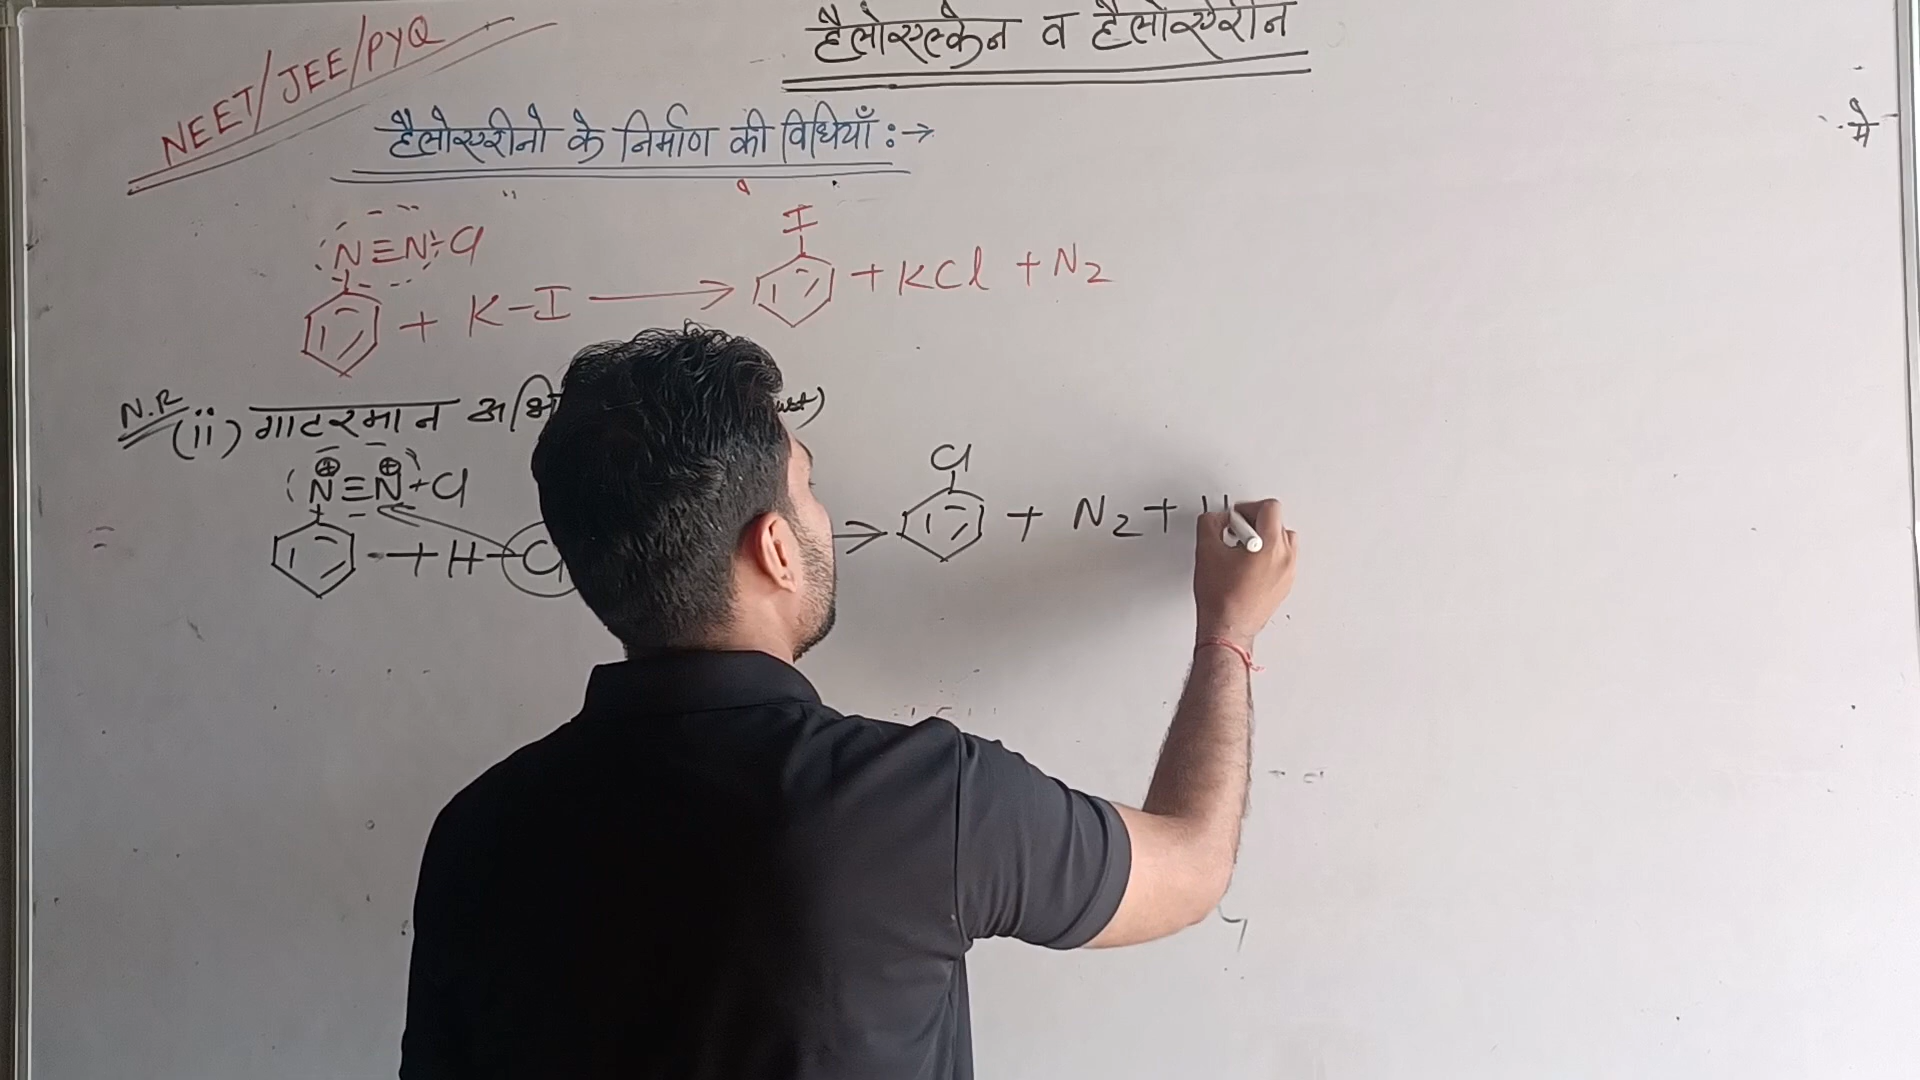 हैलोएल्केन व हैलोएरीन
NEET/JEE/PYQ
हैलोएरीनो के निर्माण की विधियाँ :→
मे
N≡N Cl
I
+ K-I → + KCl + N2
N.R
(ii) गाटरमान
N≡N Cl
Cl
+ H Cl → + N2 +